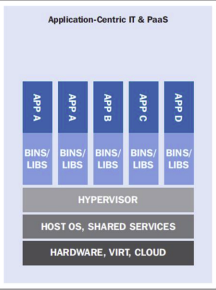 Application-Centric IT & PaaS
APP A
APP A
APP B
APP C
APP D
BINS/
LIBS
BINS/
LIBS
BINS/
LIBS
BINS/
LIBS
BINS/
LIBS
HYPERVISOR
HOST OS, SHARED SERVICES
HARDWARE, VIRT, CLOUD